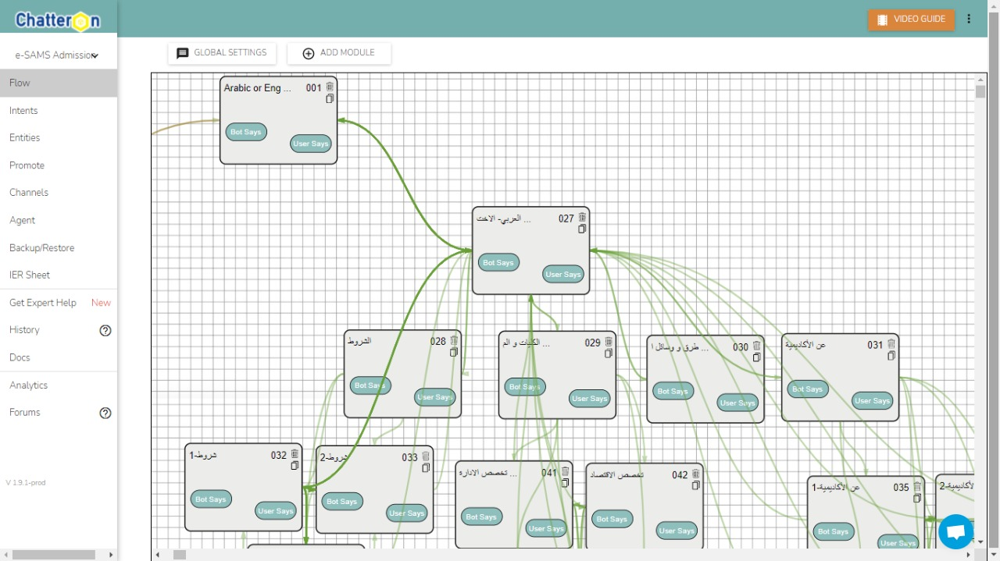 Chatteron
VIDEO GUIDE
e-SAMS Admission
GLOBAL SETTINGS
ADD MODULE
Flow
Intents
Entities
Promote
Channels
Agent
Backup/Restore
IER Sheet
Get Expert Help New
History
Docs
Analytics
Forums
V 1.9.1-prod
Arabic or Eng ... 001
Bot Says
User Says
العربي- الاخت ... 027
Bot Says
User Says
الشروط 028
Bot Says
User Says
الكليات و الم ... 029
Bot Says
User Says
طرق و وسائل ا ... 030
Bot Says
User Says
عن الأكاديمية 031
Bot Says
User Says
شروط-1 032
Bot Says
User Says
شروط-2 033
Bot Says
User Says
تخصص الاداره ... 041
Bot Says
User Says
تخصص الاقتصاد 042
Bot Says
User Says
عن الأكاديمية-1 035
Bot Says
User Says